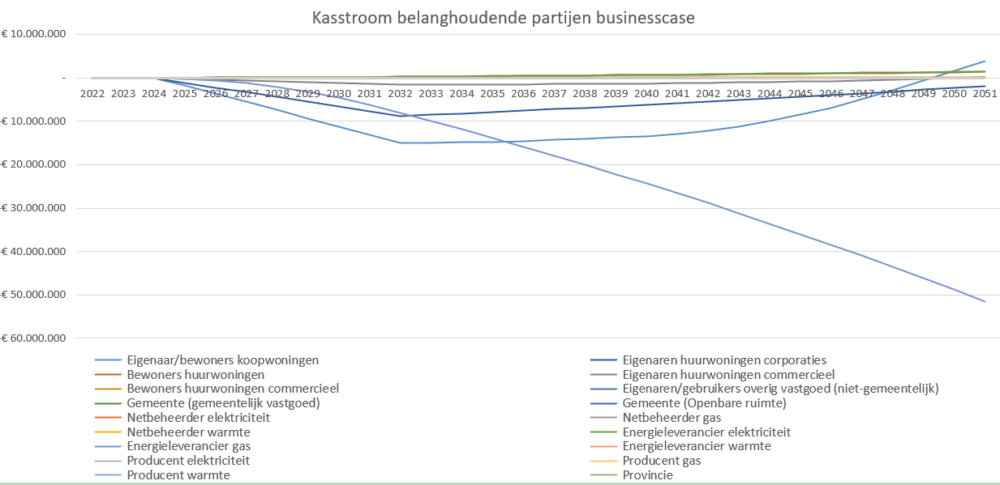 Kasstroom belanghoudende partijen businesscase
€ 10.000.000
-
2022 2023 2024 2025 2026 2027 2028 2029 2030 2031 2032 2033 2034 2035 2036 2037 2038 2039 2040 2041 2042 2043 2044 2045 2046 2047 2048 2049 2050 2051
-€ 10.000.000
-€ 20.000.000
-€ 30.000.000
-€ 40.000.000
-€ 50.000.000
-€ 60.000.000
Eigenaar/bewoners koopwoningen Eigenaren huurwoningen corporaties
Bewoners huurwoningen Eigenaren huurwoningen commercieel
Bewoners huurwoningen commercieel Eigenaren/gebruikers overig vastgoed (niet-gemeentelijk)
Gemeente (gemeentelijk vastgoed) Gemeente (Openbare ruimte)
Netbeheerder elektriciteit Netbeheerder gas
Netbeheerder warmte Energieleverancier elektriciteit
Energieleverancier gas Energieleverancier warmte
Producent elektriciteit Producent gas
Producent warmte Provincie